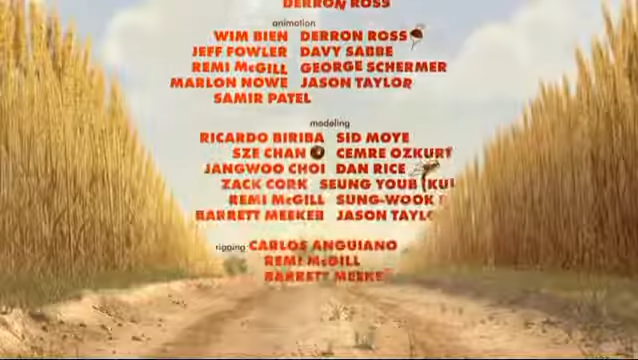 DERRON ROSS
animation
WIM BIEN DERRON ROSS
JEFF FOWLER DAVY SABBE
REMI McGILL GEORGE SCHERMER
MARLON NOWE JASON TAYLOR
SAMIR PATEL
modeling
RICARDO BIRIBA SID MOYE
SZE CHAN CEMRE OZKURT
JANGWOO CHOI DAN RICE
ZACK CORK SEUNG YOUB
REMI McGILL SUNG-WOOK
BARRETT MEEKER JASON
rigging CARLOS ANGUIANO
REMI McGILL
BARRETT